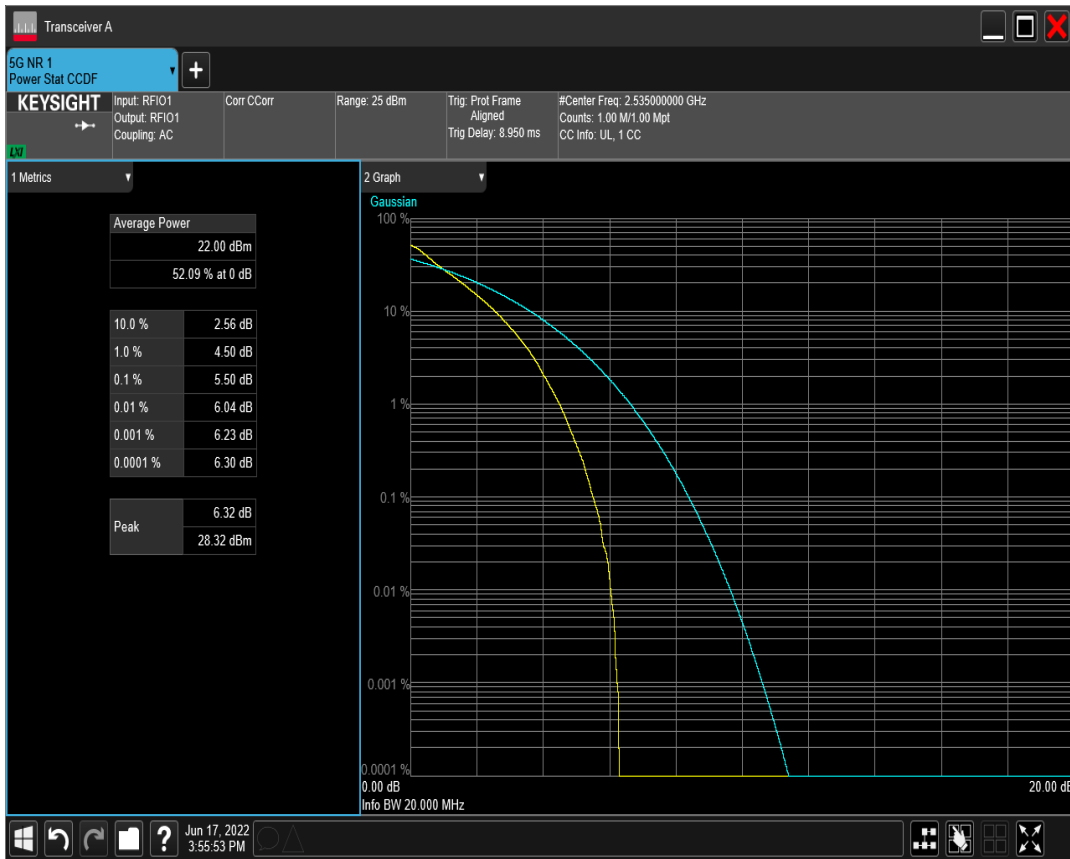 Transceiver A
5G NR 1
Power Stat CCDF
+
KEYSIGHT
LXI
Input: RFIO1
Output: RFIO1
Coupling: AC
Corr CCorr
Range: 25 dBm
Trig: Prot Frame
Aligned
Trig Delay: 8.950 ms
#Center Freq: 2.535000000 GHz
Counts: 1.00 M/1.00 Mpt
CC Info: UL, 1 CC
1 Metrics
Average Power
22.00 dBm
52.09 % at 0 dB
10.0 % 2.56 dB
1.0 % 4.50 dB
0.1 % 5.50 dB
0.01 % 6.04 dB
0.001 % 6.23 dB
0.0001 % 6.30 dB
Peak 6.32 dB
28.32 dBm
2 Graph
Gaussian
100 %
10 %
1 %
0.1 %
0.01 %
0.001 %
0.0001 %
0.00 dB 20.00 dB
Info BW 20.000 MHz
?
Jun 17, 2022
3:55:53 PM